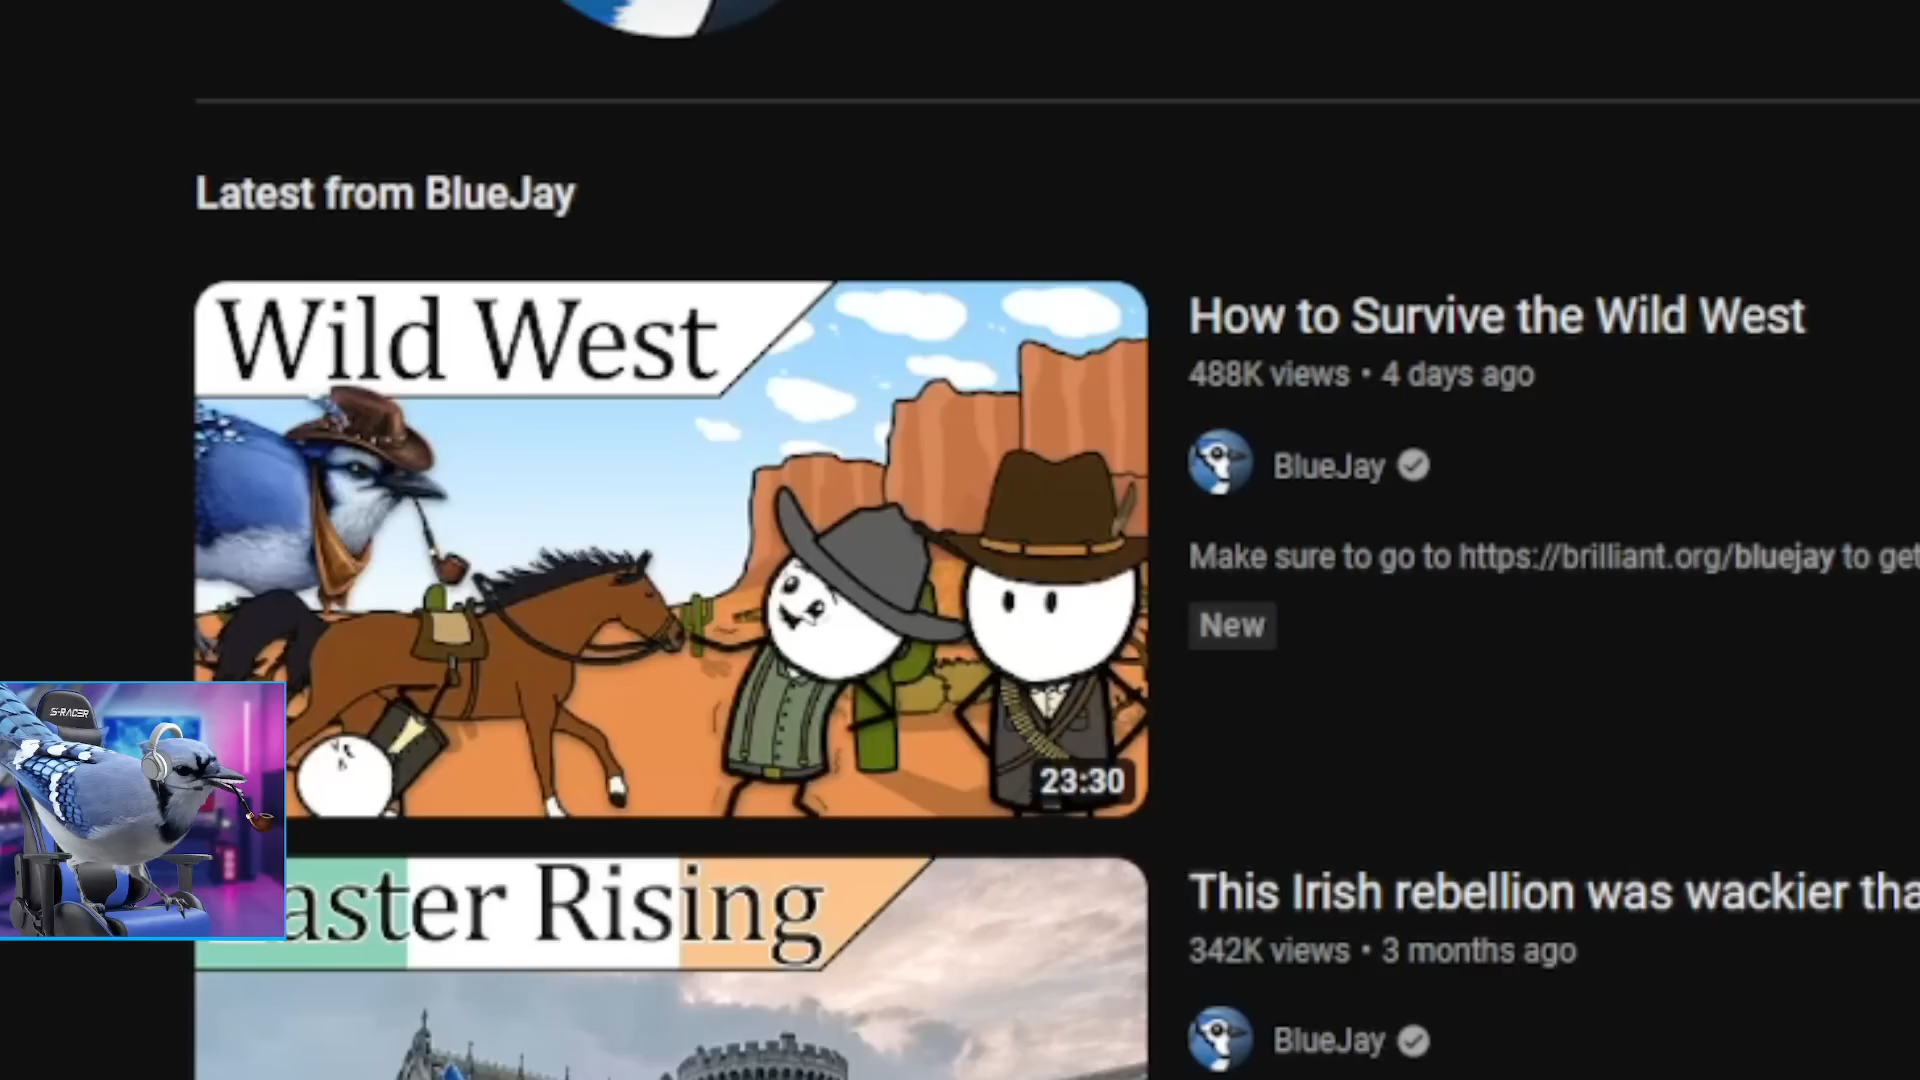 Latest from BlueJay
Wild West
23:30
How to Survive the Wild West
488K views • 4 days ago
BlueJay
Make sure to go to https://brilliant.org/bluejay to get
New
S-RACER
aster Rising
This Irish rebellion was wackier tha
342K views • 3 months ago
BlueJay